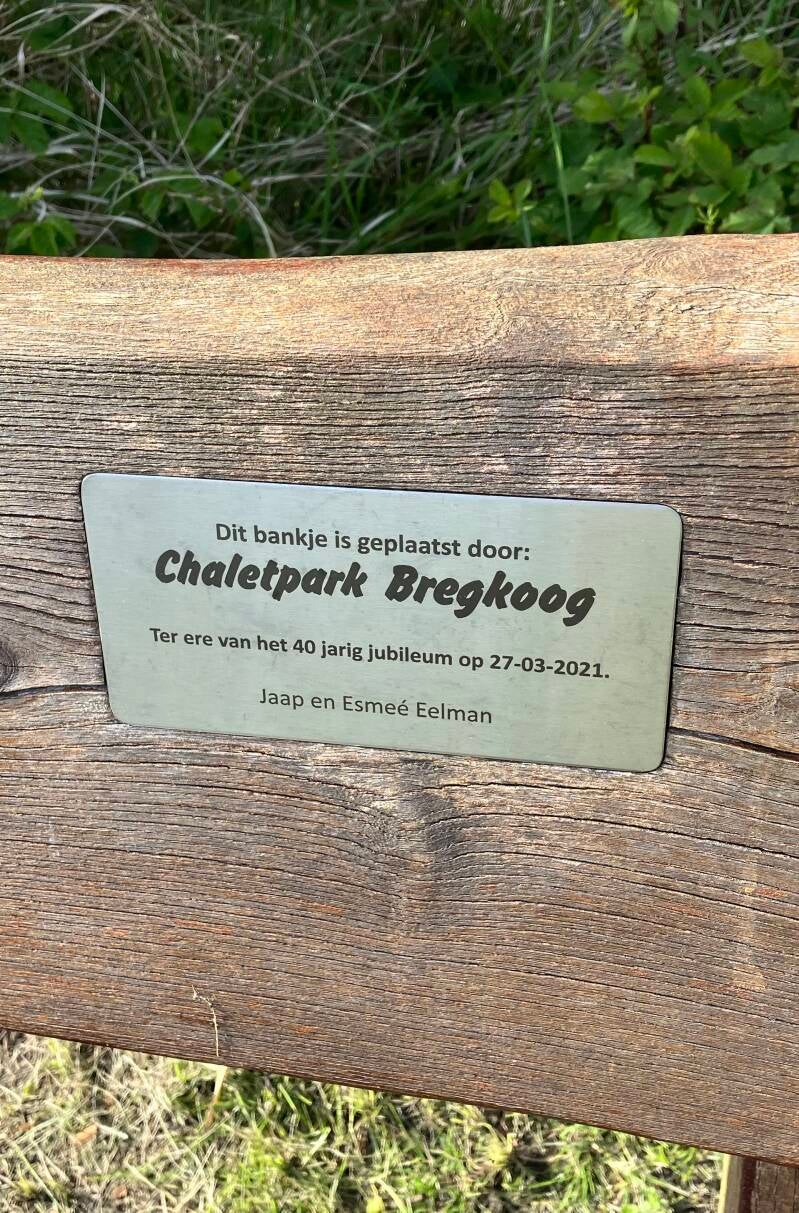 Dit bankje is geplaatst door:
Chaletpark Bregkoog
Ter ere van het 40 jarig jubileum op 27-03-2021.
Jaap en Esmeé Eelman